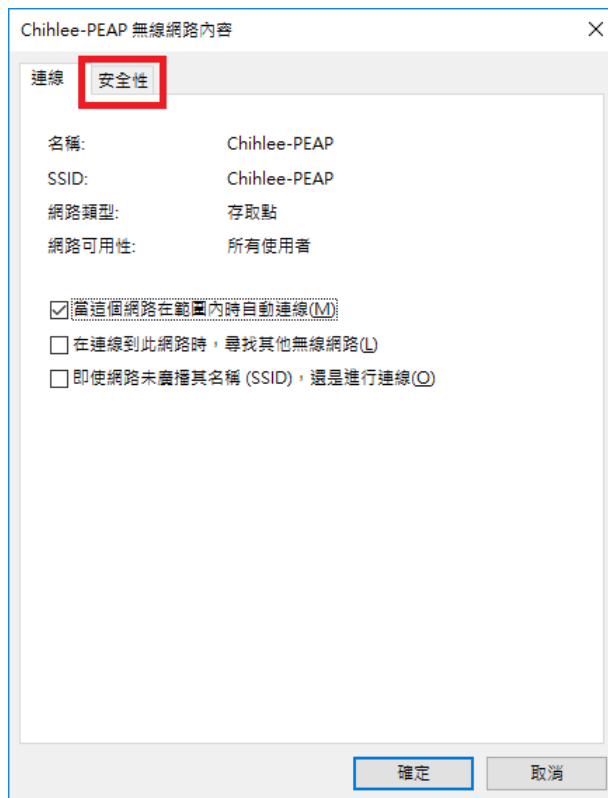 Chihlee-PEAP 無線網路內容
連線 安全性
名稱: Chihlee-PEAP
SSID: Chihlee-PEAP
網路類型: 存取點
網路可用性: 所有使用者
當這個網路在範圍內時自動連線(M)
在連線到此網路時，尋找其他無線網路(L)
即使網路未廣播其名稱 (SSID)，還是進行連線(O)
確定 取消